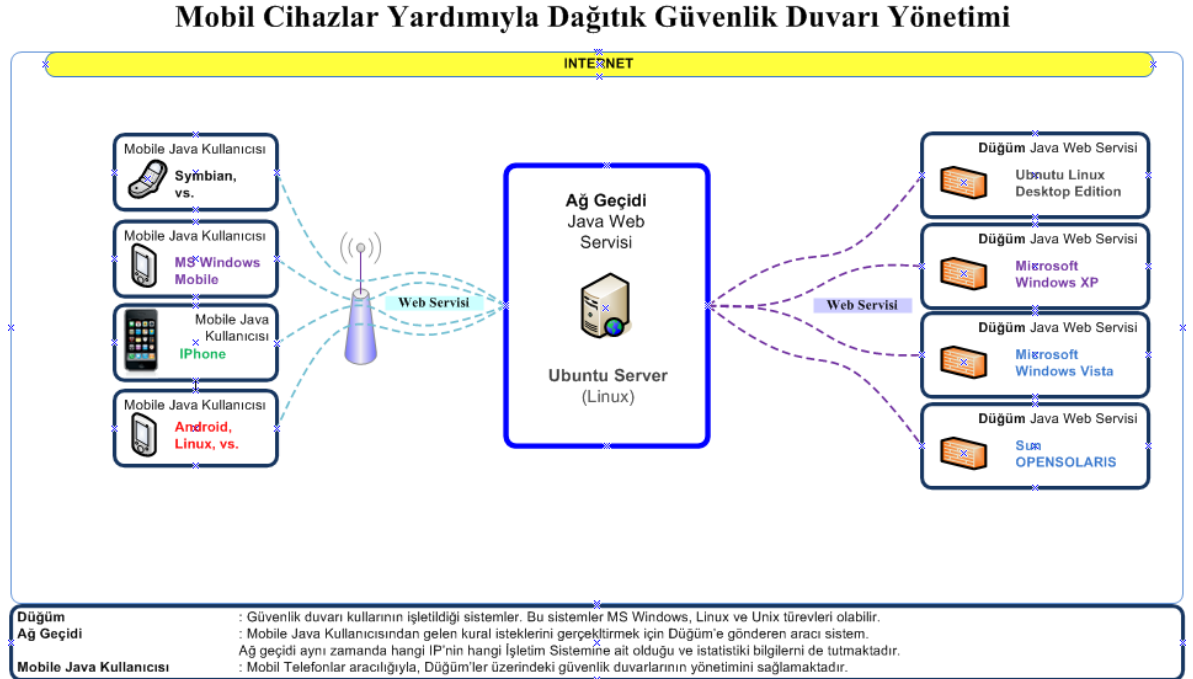 Mobil Cihazlar Yardımıyla Dağıtık Güvenlik Duvarı Yönetimi
INTERNET
Mobile Java Kullanıcısı
Symbian,
vs.
Mobile Java Kullanıcısı
MS Windows
Mobile
Mobile Java
Kullanıcısı
IPhone
Mobile Java Kullanıcısı
Android,
Linux, vs.
Web Servisi
Ağ Geçidi
Java Web
Servisi
Ubuntu Server
(Linux)
Web Servisi
Düğüm Java Web Servisi
Ubnutu Linux
Desktop Edition
Düğüm Java Web Servisi
Microsoft
Windows XP
Düğüm Java Web Servisi
Microsoft
Windows Vista
Düğüm Java Web Servisi
Sun
OPENSOLARIS
Düğüm : Güvenlik duvarı kullarının işletildiği sistemler. Bu sistemler MS Windows, Linux ve Unix türevleri olabilir.
Ağ Geçidi : Mobile Java Kullanıcısından gelen kural isteklerini gerçekltirmek için Düğüm'e gönderen aracı sistem.
Ağ geçidi aynı zamanda hangi IP'nin hangi İşletim Sistemine ait olduğu ve istatistiki bilgilerni de tutmaktadır.
Mobile Java Kullanıcısı : Mobil Telefonlar aracılığıyla, Düğüm'ler üzerindeki güvenlik duvarlarının yönetimini sağlamaktadır.